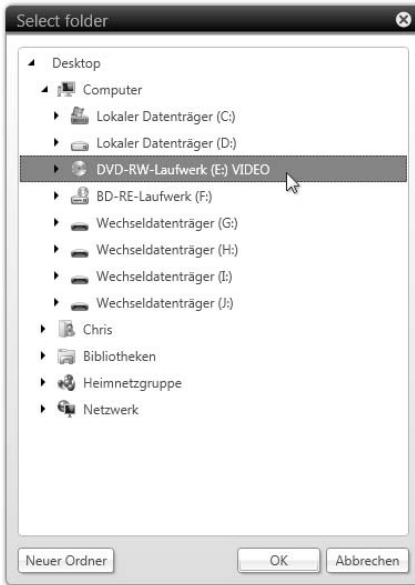 Select folder
Desktop
Computer
Lokaler Datenträger (C:)
Lokaler Datenträger (D:)
DVD-RW-Laufwerk (E:) VIDEO
BD-RE-Laufwerk (F:)
Wechseldatenträger (G:)
Wechseldatenträger (H:)
Wechseldatenträger (I:)
Wechseldatenträger (J:)
Chris
Bibliotheken
Heimnetzgruppe
Netzwerk
Neuer Ordner OK Abbrechen